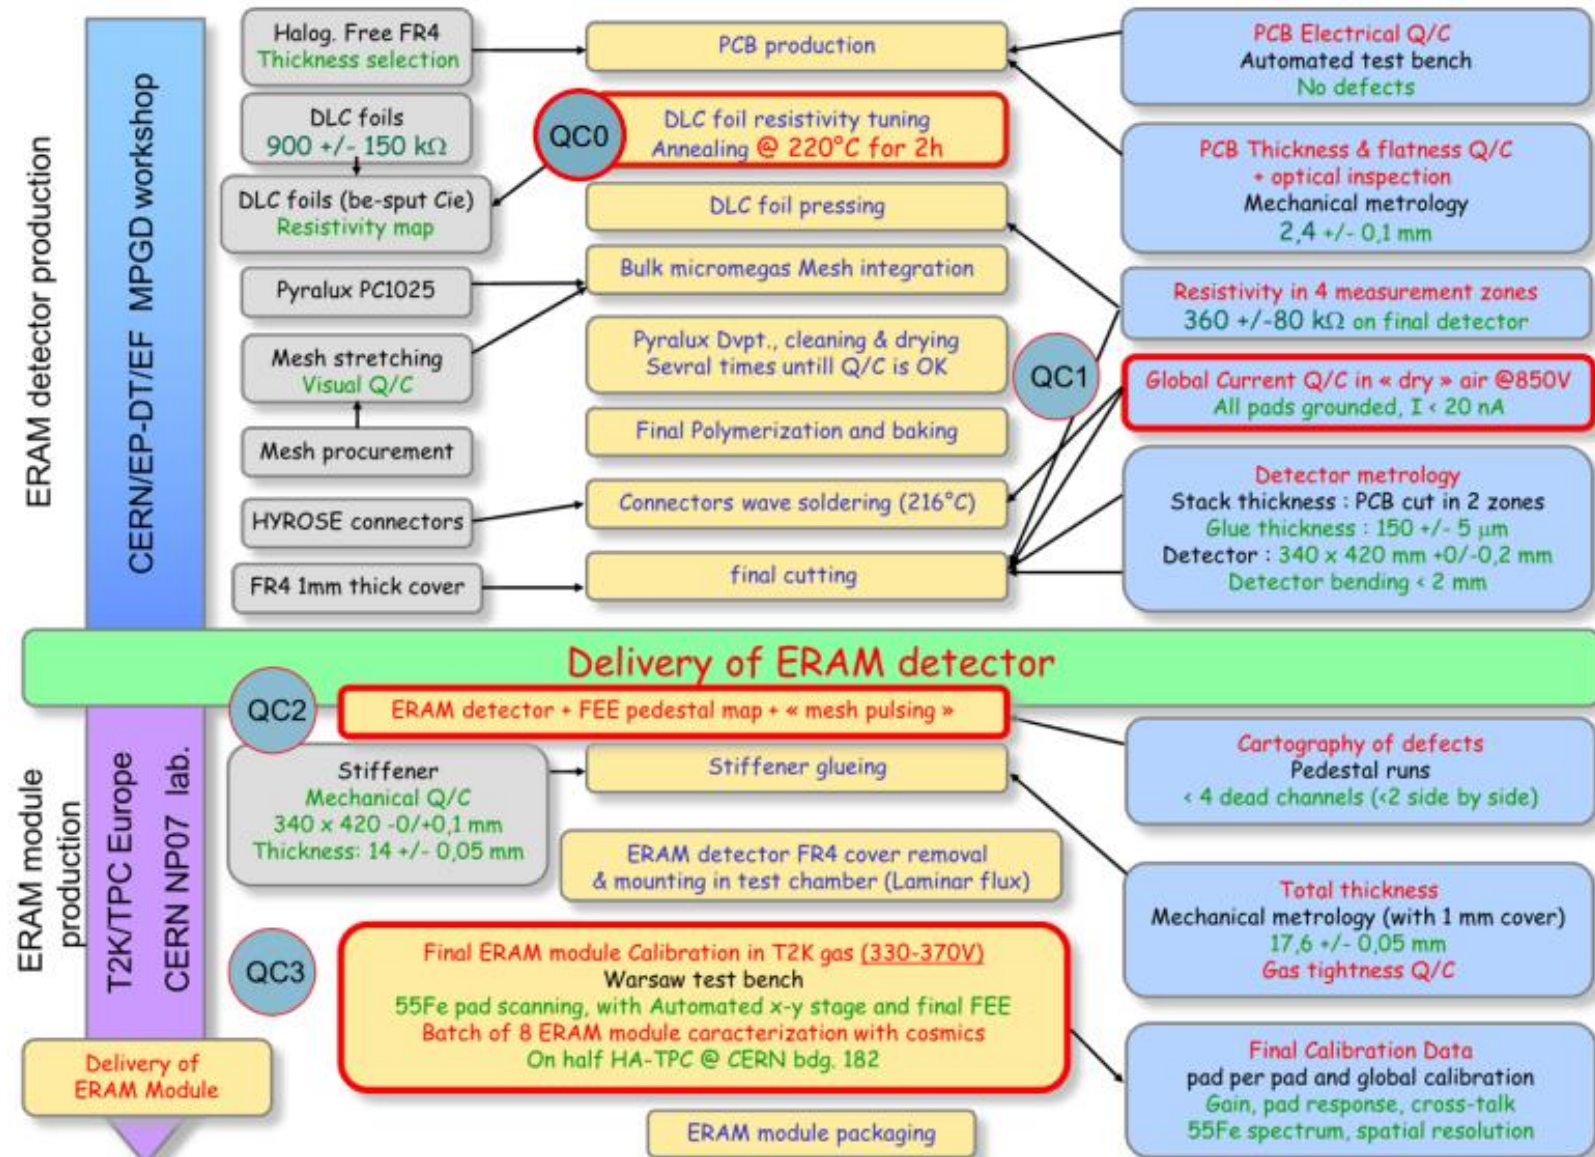 ERAM detector production
CERN/EP-DT/EF MPGD workshop
Halog. Free FR4
Thickness selection
PCB production
PCB Electrical Q/C
Automated test bench
No defects
DLC foils
900 +/- 150 kΩ
QC0
DLC foil resistivity tuning
Annealing @ 220°C for 2h
PCB Thickness & flatness Q/C
+ optical inspection
Mechanical metrology
2,4 +/- 0,1 mm
DLC foils (be-sput Cie)
Resistivity map
DLC foil pressing
Pyralux PC1025
Bulk micromegas Mesh integration
Resistivity in 4 measurement zones
360 +/-80 kΩ on final detector
Mesh stretching
Visual Q/C
Pyralux Dvpt., cleaning & drying
Sevral times untill Q/C is OK
QC1
Global Current Q/C in « dry » air @850V
All pads grounded, I < 20 nA
Mesh procurement
Final Polymerization and baking
Detector metrology
Stack thickness : PCB cut in 2 zones
Glue thickness : 150 +/- 5 μm
Detector : 340 x 420 mm +0/-0,2 mm
Detector bending < 2 mm
HYROSE connectors
Connectors wave soldering (216°C)
FR4 1mm thick cover
final cutting
Delivery of ERAM detector
ERAM module
production
T2K/TPC Europe
CERN NP07 lab.
QC2
ERAM detector + FEE pedestal map + « mesh pulsing »
Cartography of defects
Pedestal runs
< 4 dead channels (<2 side by side)
Stiffener
Mechanical Q/C
340 x 420 -0/+0,1 mm
Thickness: 14 +/- 0,05 mm
Stiffener glueing
ERAM detector FR4 cover removal
& mounting in test chamber (Laminar flux)
Total thickness
Mechanical metrology (with 1 mm cover)
17,6 +/- 0,05 mm
Gas tightness Q/C
QC3
Final ERAM module Calibration in T2K gas (330-370V)
Warsaw test bench
55Fe pad scanning, with Automated x-y stage and final FEE
Batch of 8 ERAM module caracterization with cosmics
On half HA-TPC @ CERN bdg. 182
Final Calibration Data
pad per pad and global calibration
Gain, pad response, cross-talk
55Fe spectrum, spatial resolution
Delivery of
ERAM Module
ERAM module packaging